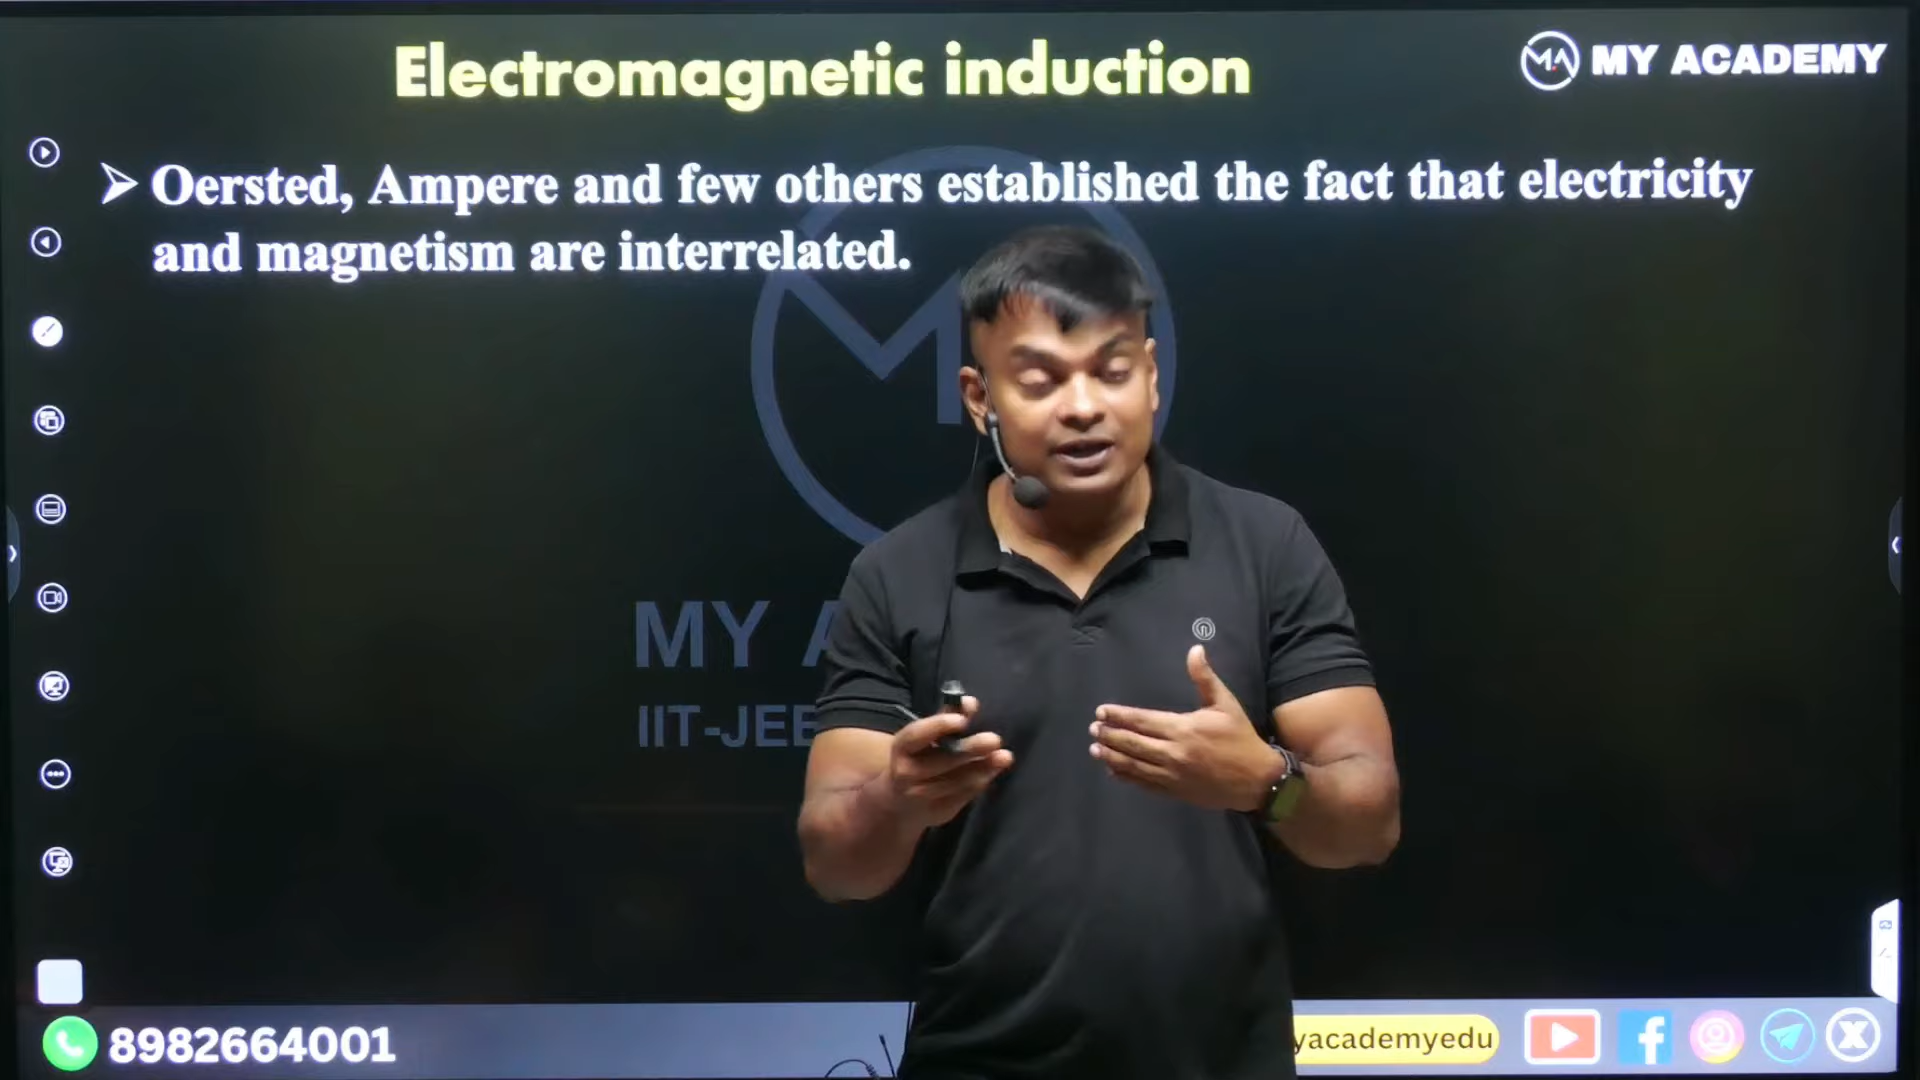 Electromagnetic induction
MY ACADEMY
➢ Oersted, Ampere and few others established the fact that electricity
and magnetism are interrelated.
MY
IIT-JEE
8982664001
yacademyedu